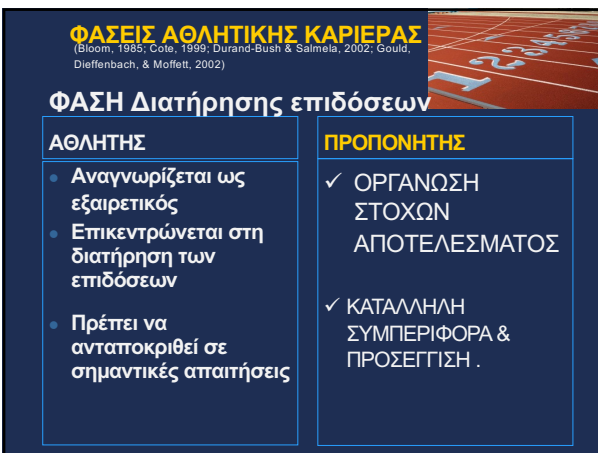 ΦΑΣΕΙΣ ΑΘΛΗΤΙΚΗΣ ΚΑΡΙΕΡΑΣ
(Bloom, 1985; Cote, 1999; Durand-Bush & Salmela, 2002; Gould,
Dieffenbach, & Moffett, 2002)
ΦΑΣΗ Διατήρησης επιδόσεων
ΑΘΛΗΤΗΣ
Αναγνωρίζεται ως
εξαιρετικός
Επικεντρώνεται στη
διατήρηση των
επιδόσεων
Πρέπει να
ανταποκριθεί σε
σημαντικές απαιτήσεις
ΠΡΟΠΟΝΗΤΗΣ
ΟΡΓΑΝΩΣΗ
ΣΤΟΧΩΝ
ΑΠΟΤΕΛΕΣΜΑΤΟΣ
ΚΑΤΑΛΛΗΛΗ
ΣΥΜΠΕΡΙΦΟΡΑ &
ΠΡΟΣΕΓΓΙΣΗ .